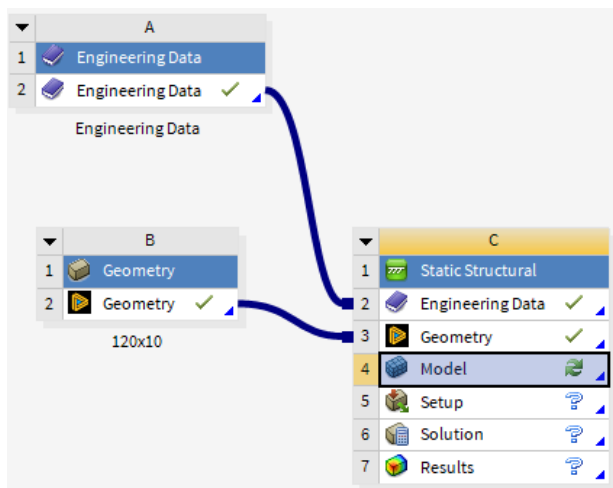 A
1 Engineering Data
2 Engineering Data
Engineering Data
B
1 Geometry
2 Geometry
120x10
C
1 Static Structural
2 Engineering Data
3 Geometry
4 Model
5 Setup
6 Solution
7 Results